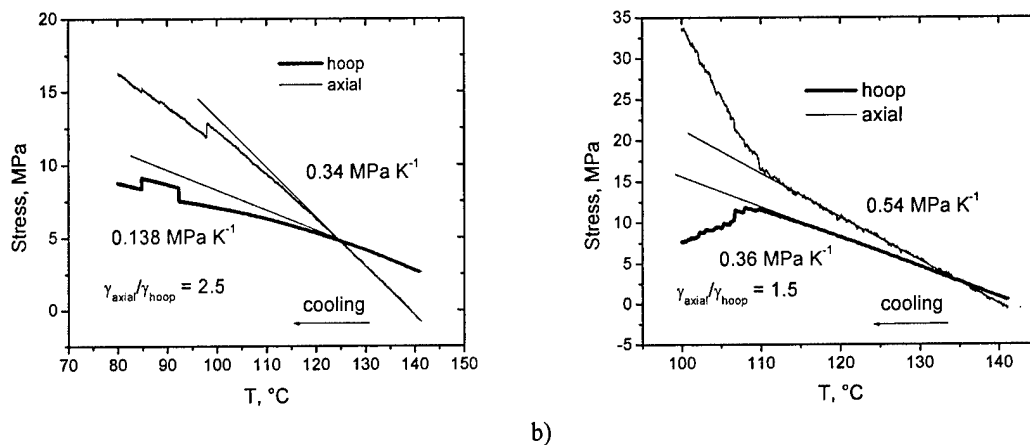 20
15
10
5
0
70 80 90 100 110 120 130 140 150
Stress, MPa
T, °C
hoop
axial
0.34 MPa K⁻¹
0.138 MPa K⁻¹
γaxial/γhoop = 2.5
cooling
35
30
25
20
15
10
5
0
-5
100 110 120 130 140
Stress, MPa
T, °C
hoop
axial
0.54 MPa K⁻¹
0.36 MPa K⁻¹
γaxial/γhoop = 1.5
cooling
b)